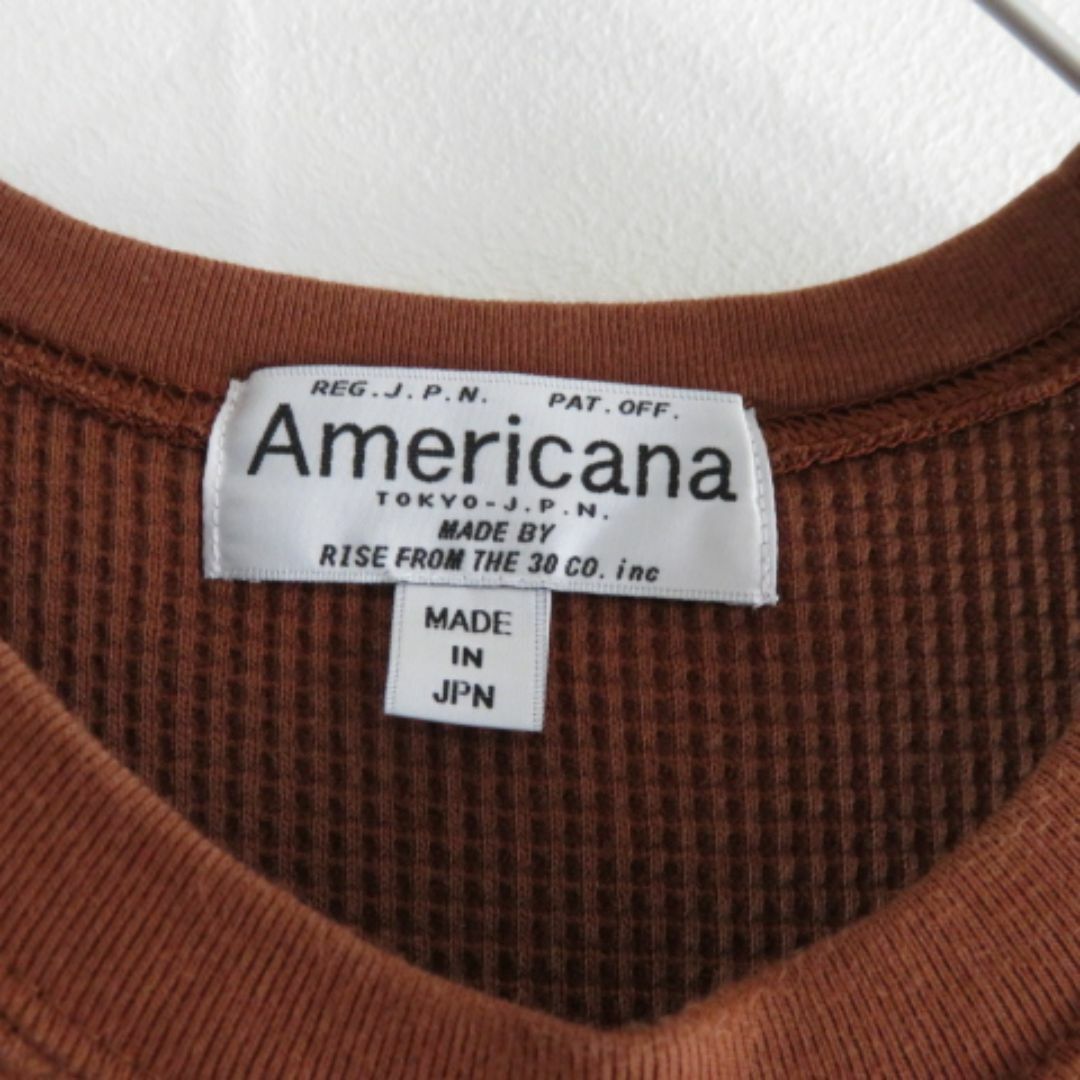 REG.J.P.N. PAT.OFF.
Americana
TOKYO-J.P.N.
MADE BY
RISE FROM THE 30 CO. inc
MADE
IN
JPN